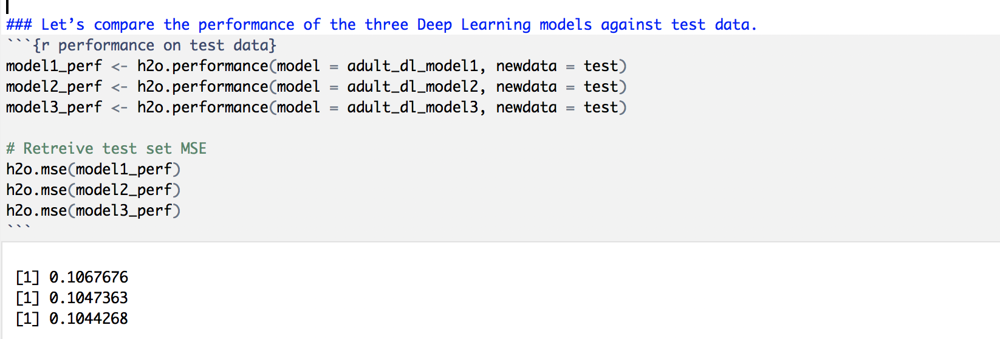 ### Let’s compare the performance of the three Deep Learning models against test data.
```{r performance on test data}
model1_perf <- h2o.performance(model = adult_dl_model1, newdata = test)
model2_perf <- h2o.performance(model = adult_dl_model2, newdata = test)
model3_perf <- h2o.performance(model = adult_dl_model3, newdata = test)
# Retreive test set MSE
h2o.mse(model1_perf)
h2o.mse(model2_perf)
h2o.mse(model3_perf)
```
[1] 0.1067676
[1] 0.1047363
[1] 0.1044268